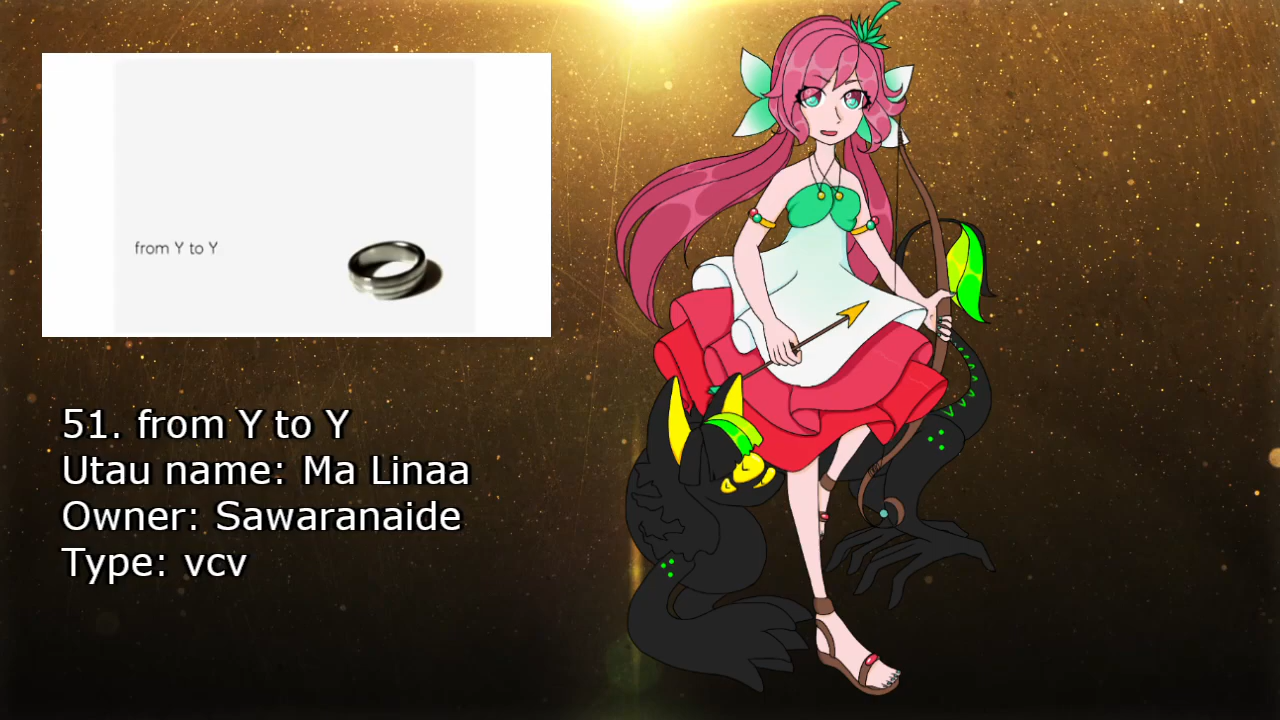 from Y to Y
51. from Y to Y
Utau name: Ma Linaa
Owner: Sawaranaide
Type: vcv